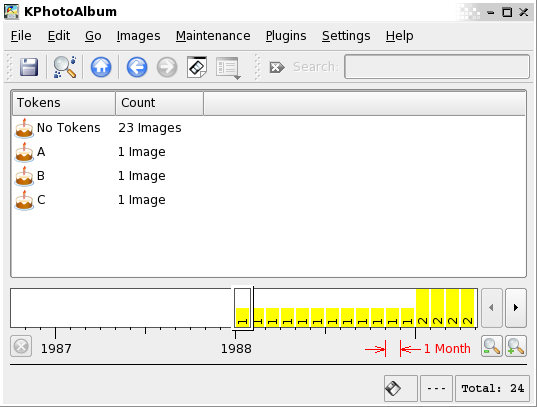 KPhotoAlbum
File Edit Go Images Maintenance Plugins Settings Help
Search:
Tokens Count
No Tokens 23 Images
A 1 Image
B 1 Image
C 1 Image
1 1 1 1 1 1 1 1 1 1 1 1 2 2 2 2
1987 1988 1 Month
--- Total: 24